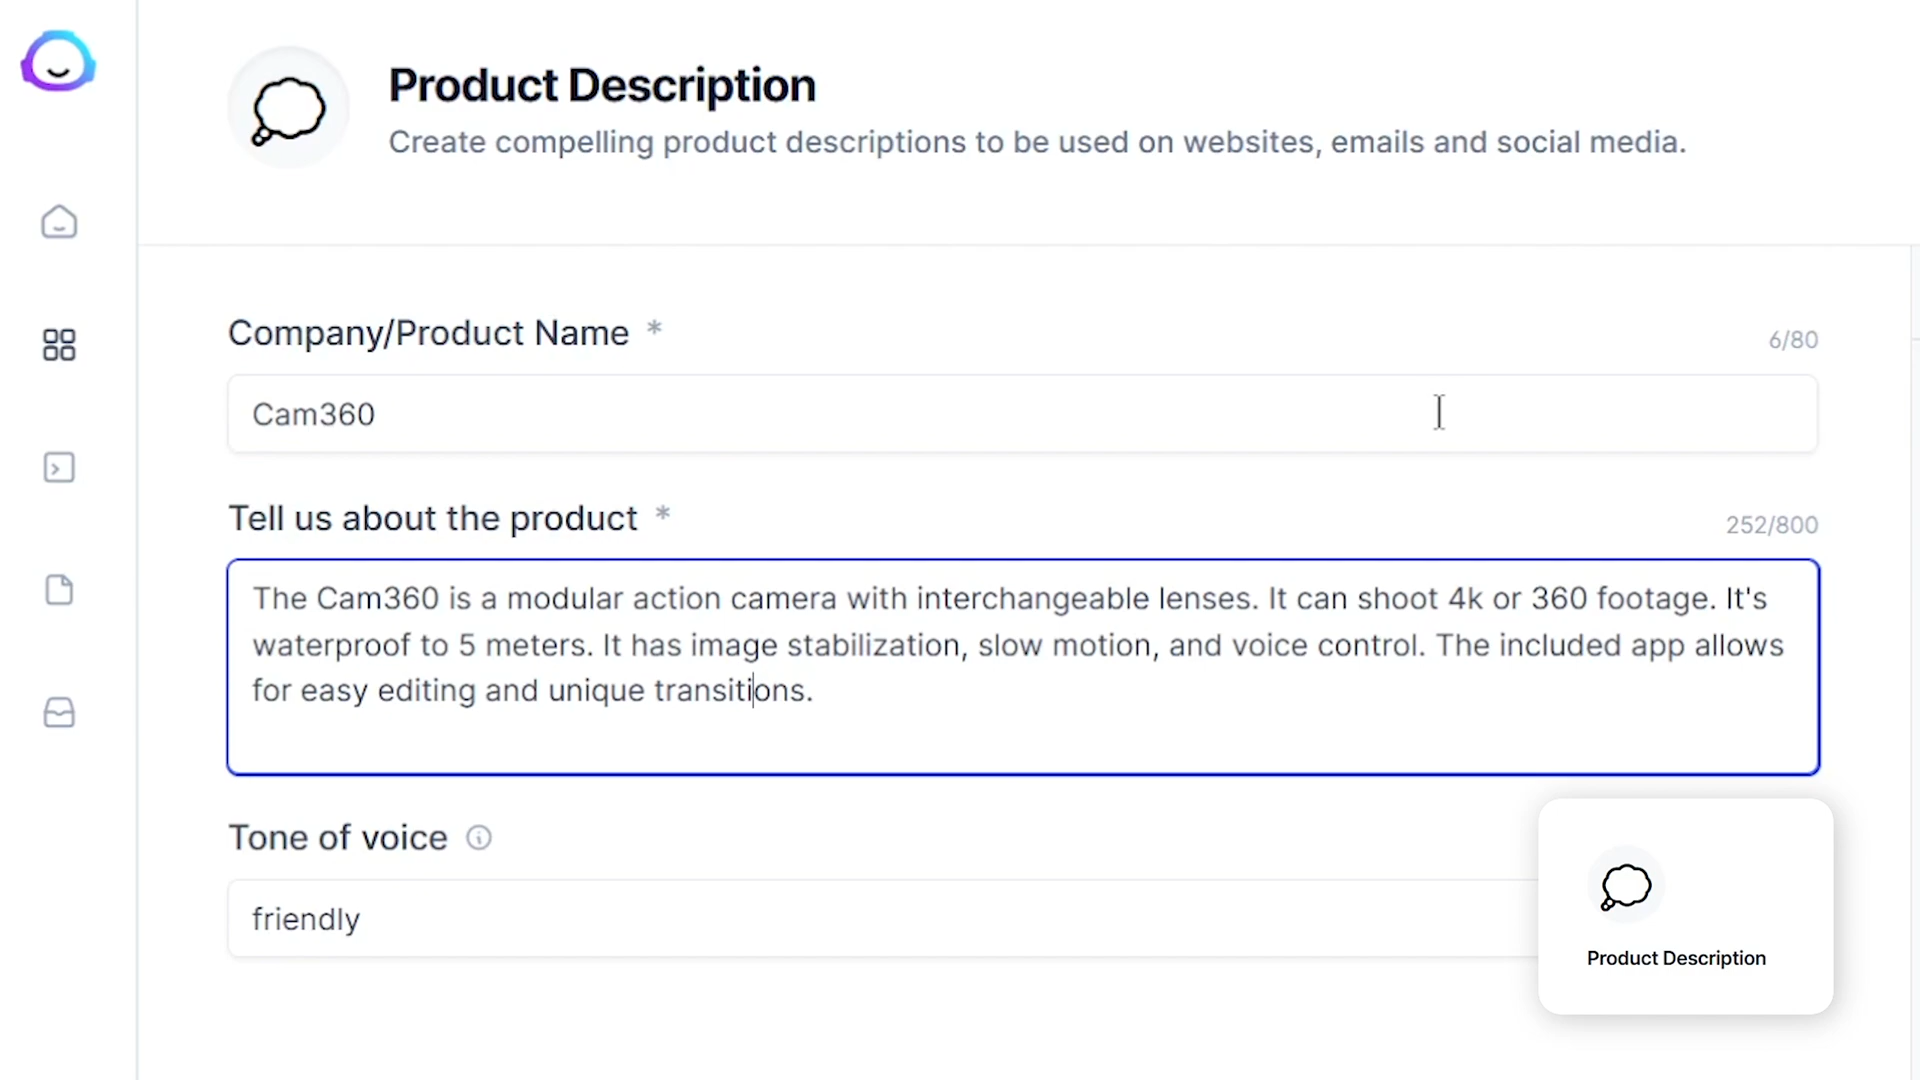 Product Description
Create compelling product descriptions to be used on websites, emails and social media.
Company/Product Name *
6/80
Cam360
Tell us about the product *
252/800
The Cam360 is a modular action camera with interchangeable lenses. It can shoot 4k or 360 footage. It's
waterproof to 5 meters. It has image stabilization, slow motion, and voice control. The included app allows
for easy editing and unique transitions.
Tone of voice
friendly
Product Description